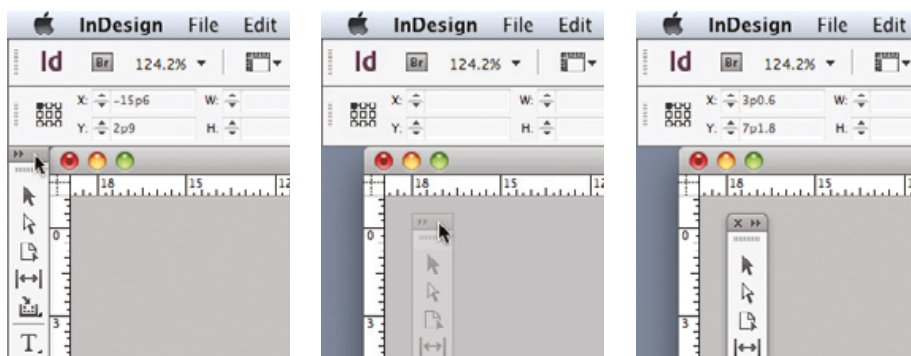 InDesign File Edit
Id Br 124.2%
X: -15p6 W:
Y: 2p9 H:
18 15 12
0
3
T
InDesign File Edit
Id Br 124.2%
X: W:
Y: H:
18 15 12
0
3
InDesign File Edit
Id Br 124.2%
X: 3p0.6 W:
Y: 7p1.8 H:
18 15
0
3